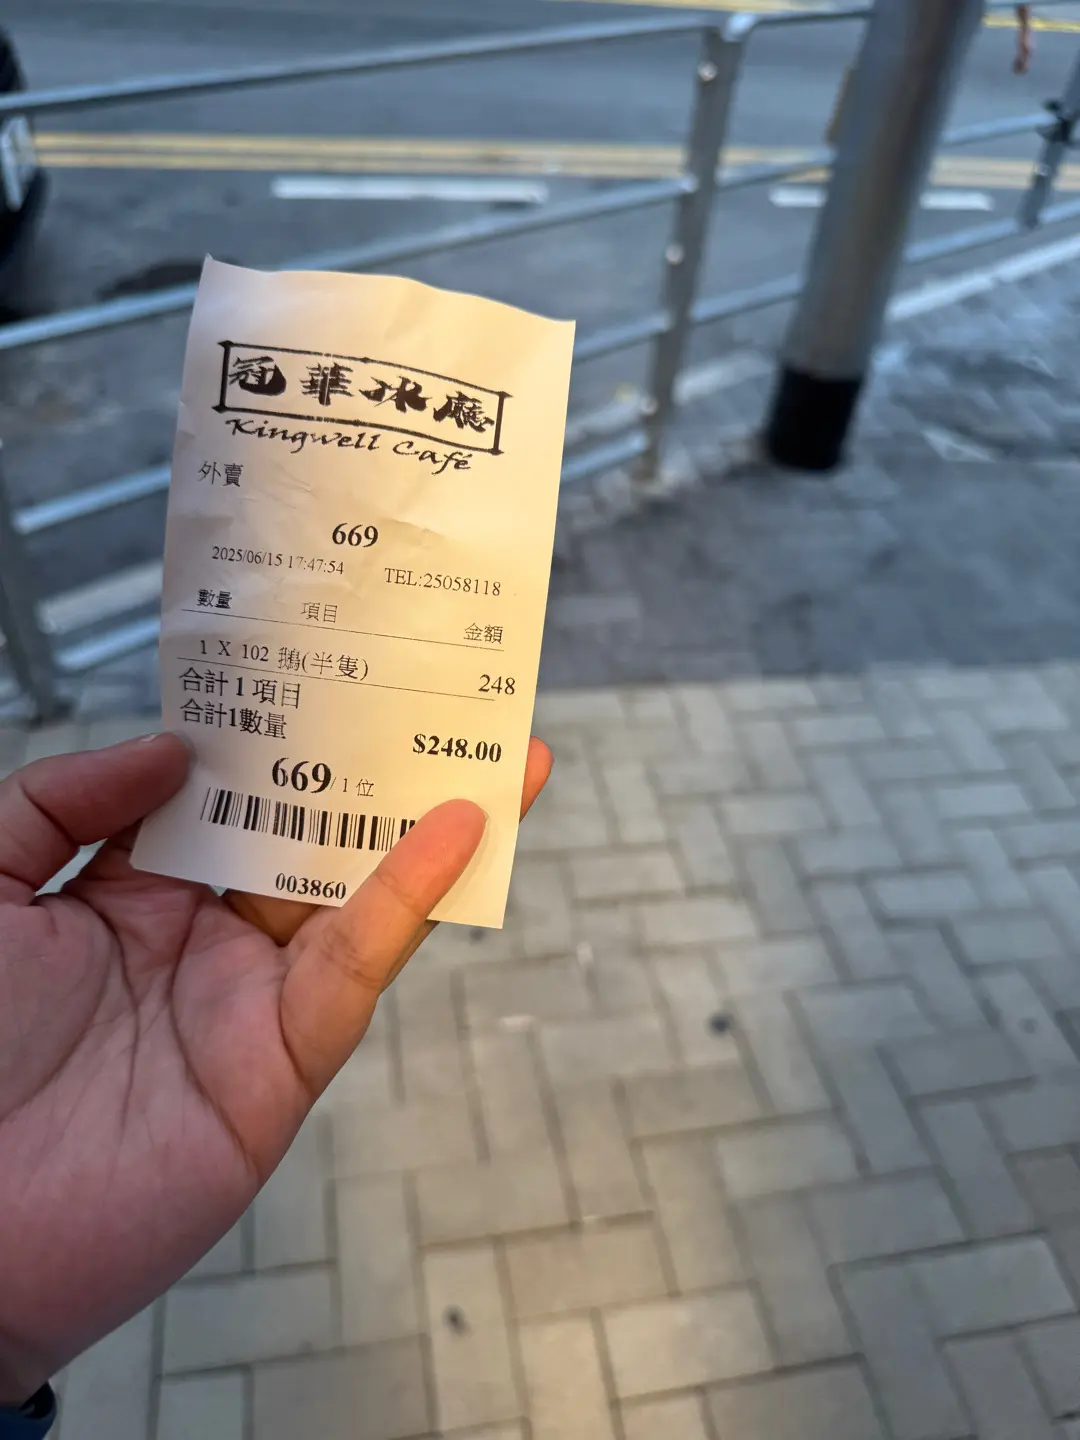 冠華冰廳
Kingwell Café
外賣
669
2025/06/15 17:47:54 TEL:25058118
數量 項目 金額
1 X 102 鵝(半隻) 248
合計 1 項目
合計1數量
$248.00
669/ 1 位
003860